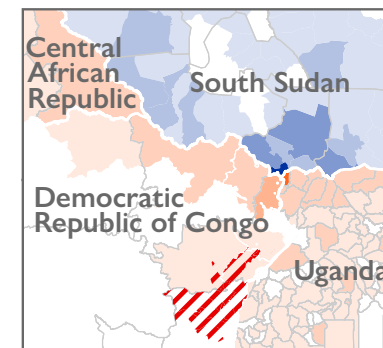 Central
African
Republic
South Sudan
Democratic
Republic of Congo
Uganda